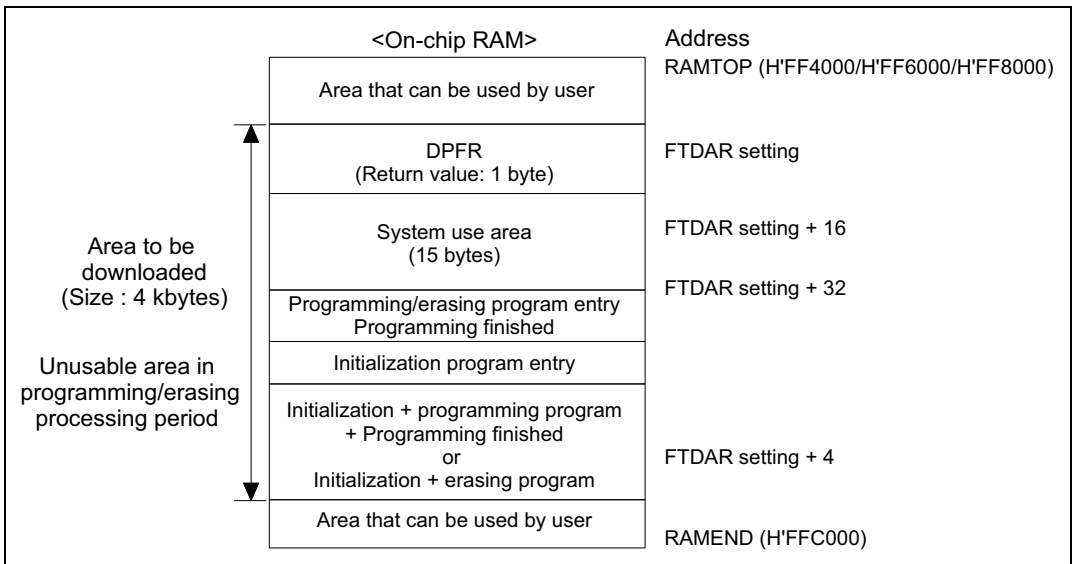 <On-chip RAM>
Address
RAMTOP (H'FF4000/H'FF6000/H'FF8000)
Area that can be used by user
DPFR
(Return value: 1 byte)
FTDAR setting
System use area
(15 bytes)
FTDAR setting + 16
Area to be
downloaded
(Size : 4 kbytes)
FTDAR setting + 32
Programming/erasing program entry
Programming finished
Initialization program entry
Unusable area in
programming/erasing
processing period
Initialization + programming program
+ Programming finished
or
Initialization + erasing program
FTDAR setting + 4
Area that can be used by user
RAMEND (H'FFC000)